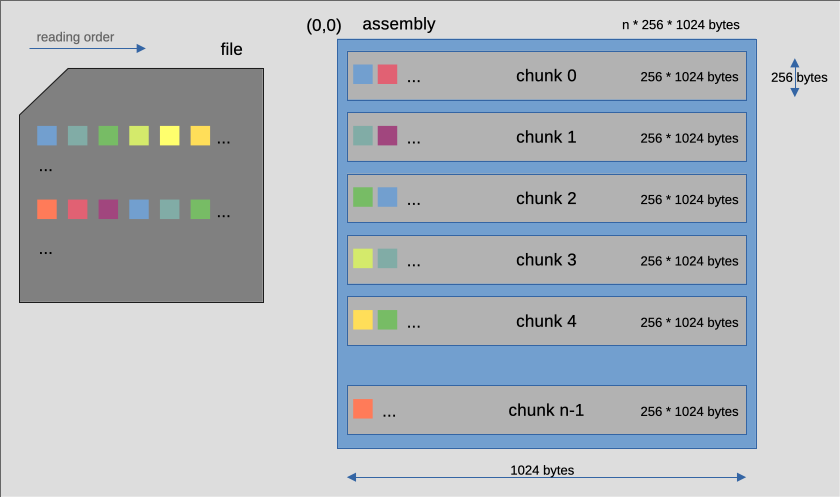 reading order
file
...
...
...
...
(0,0) assembly n * 256 * 1024 bytes
... chunk 0 256 * 1024 bytes
256 bytes
... chunk 1 256 * 1024 bytes
... chunk 2 256 * 1024 bytes
... chunk 3 256 * 1024 bytes
... chunk 4 256 * 1024 bytes
... chunk n-1 256 * 1024 bytes
1024 bytes